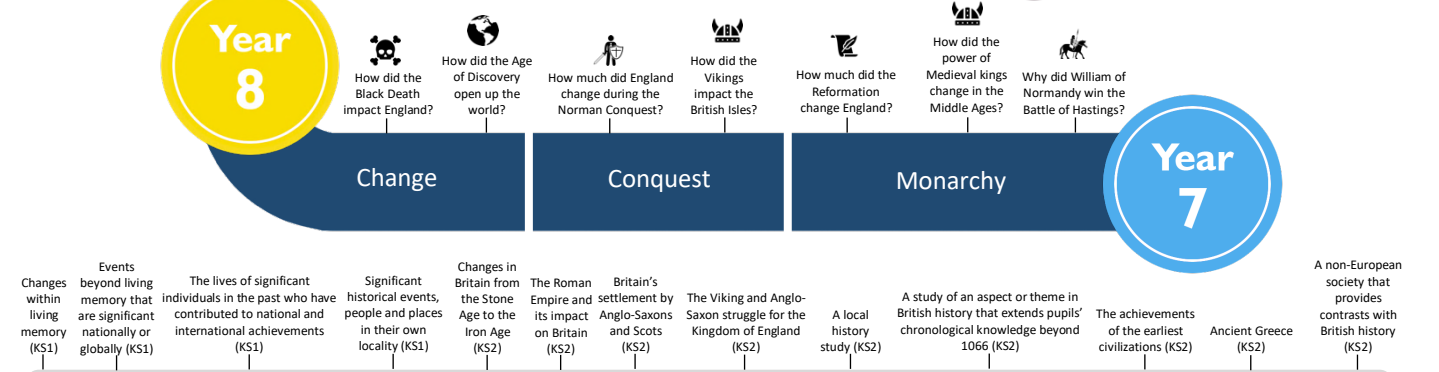 Year
8
How did the
Black Death
impact England?
How did the Age
of Discovery
open up the
world?
How much did England
change during the
Norman Conquest?
How did the
Vikings
impact the
British Isles?
How much did the
Reformation
change England?
How did the
power of
Medieval kings
change in the
Middle Ages?
Why did William of
Normandy win the
Battle of Hastings?
Change
Conquest
Monarchy
Year
7
Changes
within
living
memory
(KS1)
Events
beyond living
memory that
are significant
nationally or
globally (KS1)
The lives of significant
individuals in the past who have
contributed to national and
international achievements
(KS1)
Significant
historical events,
people and places
in their own
locality (KS1)
Changes in
Britain from
the Stone
Age to the
Iron Age
(KS2)
The Roman
Empire and
its impact
on Britain
(KS2)
Britain’s
settlement by
Anglo-Saxons
and Scots
(KS2)
The Viking and Anglo-
Saxon struggle for the
Kingdom of England
(KS2)
A local
history
study (KS2)
A study of an aspect or theme in
British history that extends pupils’
chronological knowledge beyond
1066 (KS2)
The achievements
of the earliest
civilizations (KS2)
Ancient Greece
(KS2)
A non-European
society that
provides
contrasts with
British history
(KS2)